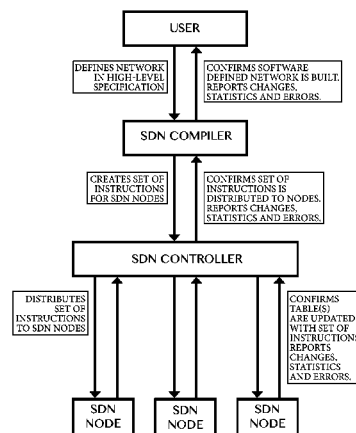 USER
DEFINES NETWORK
IN HIGH-LEVEL
SPECIFICATION
CONFIRMS SOFTWARE
DEFINED NETWORK IS BUILT.
REPORTS CHANGES,
STATISTICS AND ERRORS.
SDN COMPILER
CREATES SET OF
INSTRUCTIONS
FOR SDN NODES
CONFIRMS SET OF
INSTRUCTIONS IS
DISTRIBUTED TO NODES.
REPORTS CHANGES,
STATISTICS AND ERRORS.
SDN CONTROLLER
DISTRIBUTES
SET OF
INSTRUCTIONS
TO SDN NODES
CONFIRMS
TABLE(S)
ARE UPDATED
WITH SET OF
INSTRUCTIONS
REPORTS
CHANGES,
STATISTICS
AND ERRORS.
SDN
NODE
SDN
NODE
SDN
NODE